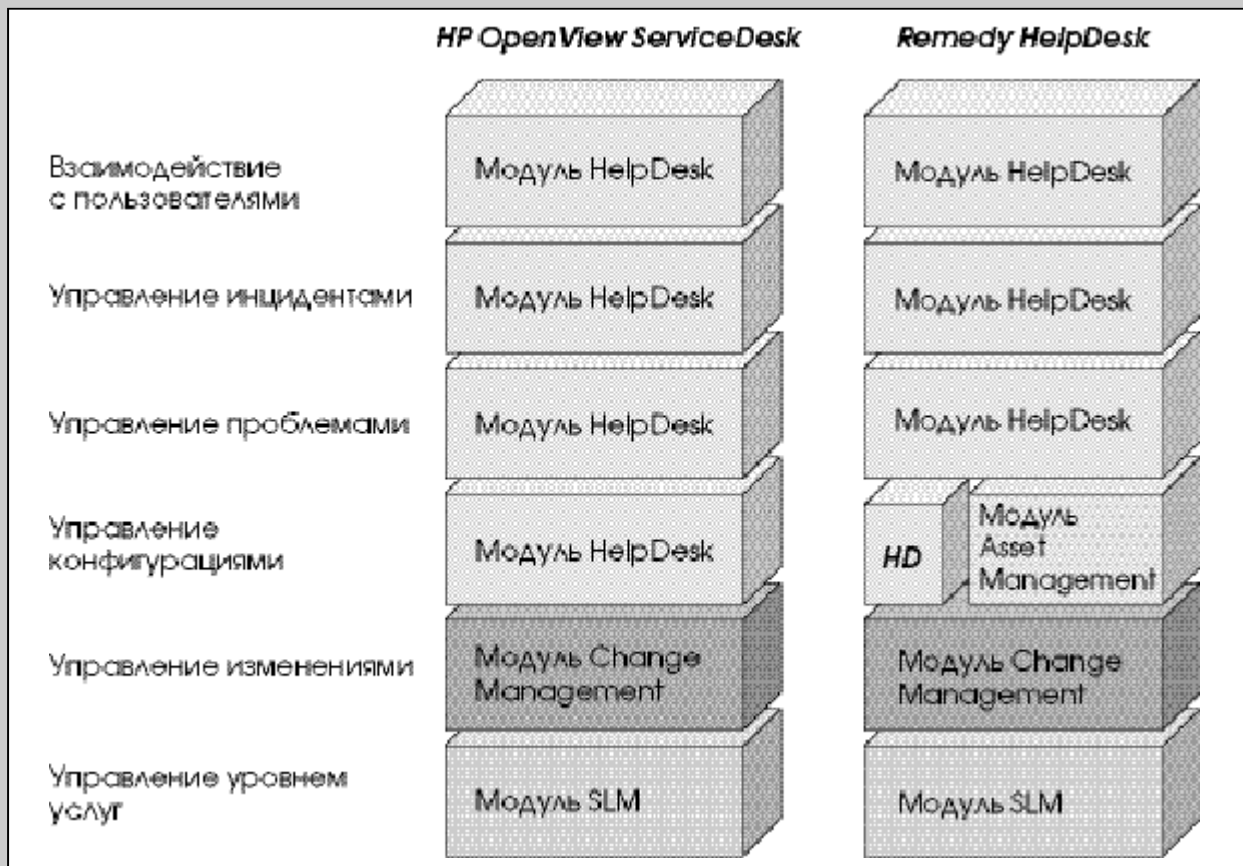 HP OpenView ServiceDesk
Remedy HelpDesk
Взаимодействие
с пользователями
Модуль HelpDesk
Модуль HelpDesk
Управление инцидентами
Модуль HelpDesk
Модуль HelpDesk
Управление проблемами
Модуль HelpDesk
Модуль HelpDesk
Управление
конфигурациями
Модуль HelpDesk
HD
Модуль
Asset
Management
Управление изменениями
Модуль Change
Management
Модуль Change
Management
Управление уровнем
услуг
Модуль SLM
Модуль SLM